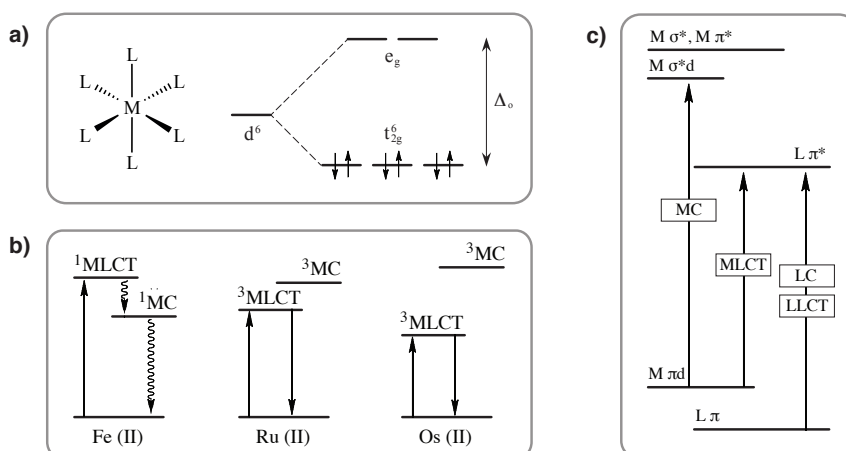 a)
L
L
L
M
L
L
L
d⁶
e_g
t_2g^6
Δ_o
b)
¹MLCT
¹MC
Fe (II)
³MC
³MLCT
Ru (II)
³MC
³MLCT
Os (II)
c)
M σ*, M π*
M σ*d
L π*
MC
MLCT
LC
LLCT
M πd
L π